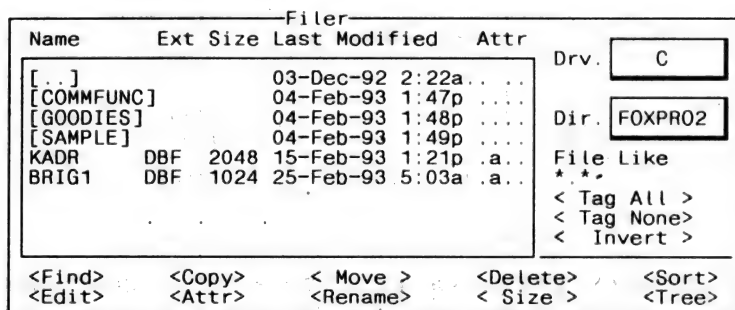 Filer
Name Ext Size Last Modified Attr
[..] 03-Dec-92 2:22a.. ..
[COMMFUNC] 04-Feb-93 1:47p ....
[GOODIES] 04-Feb-93 1:48p ....
[SAMPLE] 04-Feb-93 1:49p ....
KADR DBF 2048 15-Feb-93 1:21p .a..
BRIG1 DBF 1024 25-Feb-93 5:03a .a..
Drv. C
Dir. FOXPRO2
File Like
*.*
< Tag All >
< Tag None>
< Invert >
<Find> <Copy> < Move > <Delete> <Sort>
<Edit> <Attr> <Rename> < Size > <Tree>